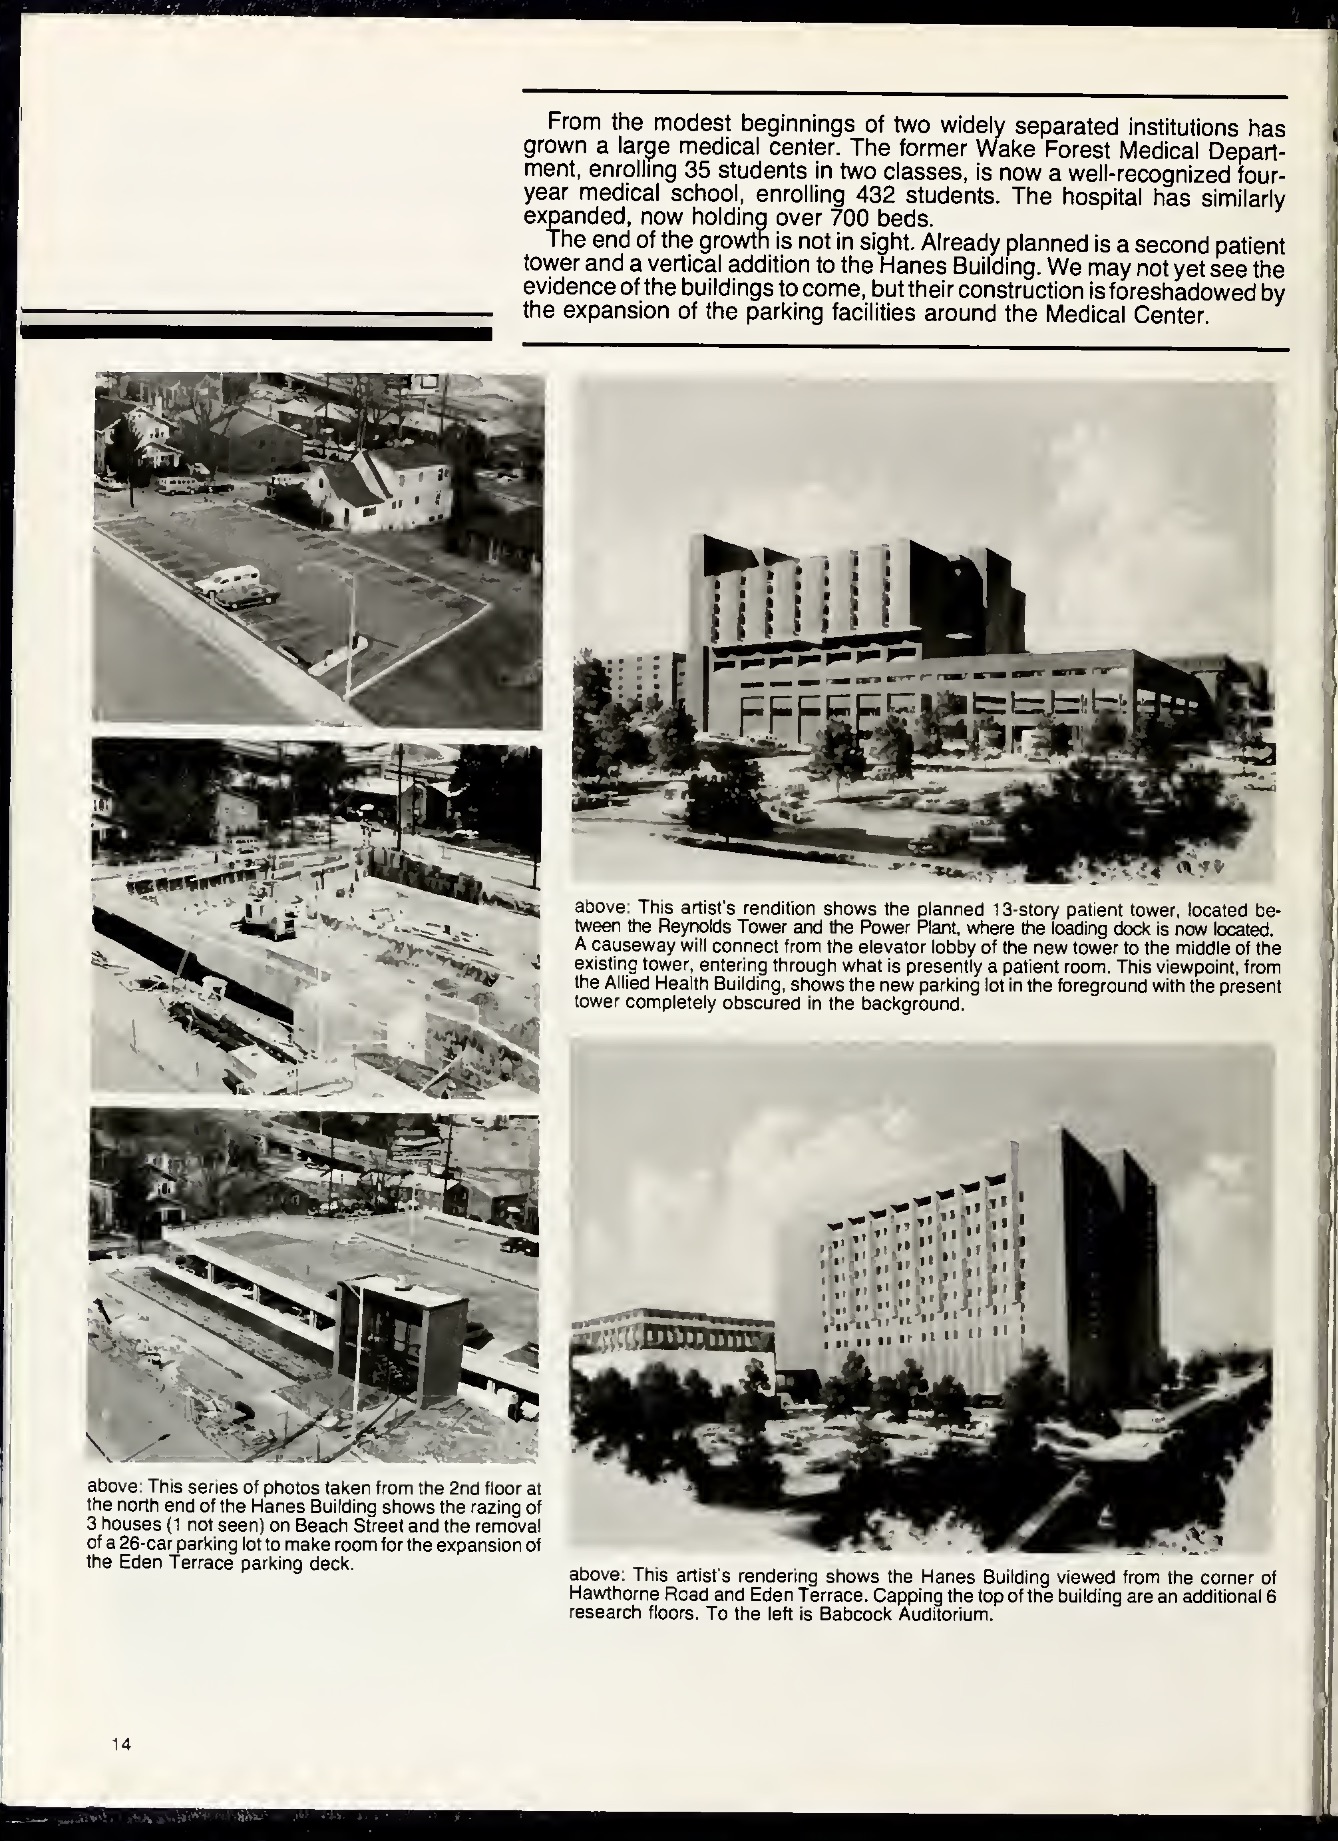 From the modest beginnings of two widely separated institutions has
grown a large medical center. The former Wake Forest Medical Depart-
ment, enrolling 35 students in two classes, is now a well-recognized four-
year medical school, enrolling 432 students. The hospital has similarly
expanded, now holding over 700 beds.
The end of the growth is not in sight. Already planned is a second patient
tower and a vertical addition to the Hanes Building. We may not yet see the
evidence of the buildings to come, but their construction is foreshadowed by
the expansion of the parking facilities around the Medical Center.
above: This artist's rendition shows the planned 13-story patient tower, located be-
tween the Reynolds Tower and the Power Plant, where the loading dock is now located.
A causeway will connect from the elevator lobby of the new tower to the middle of the
existing tower, entering through what is presently a patient room. This viewpoint, from
the Allied Health Building, shows the new parking lot in the foreground with the present
tower completely obscured in the background.
above: This series of photos taken from the 2nd floor at
the north end of the Hanes Building shows the razing of
3 houses (1 not seen) on Beach Street and the removal
of a 26-car parking lot to make room for the expansion of
the Eden Terrace parking deck.
above: This artist's rendering shows the Hanes Building viewed from the corner of
Hawthorne Road and Eden Terrace. Capping the top of the building are an additional 6
research floors. To the left is Babcock Auditorium.
14